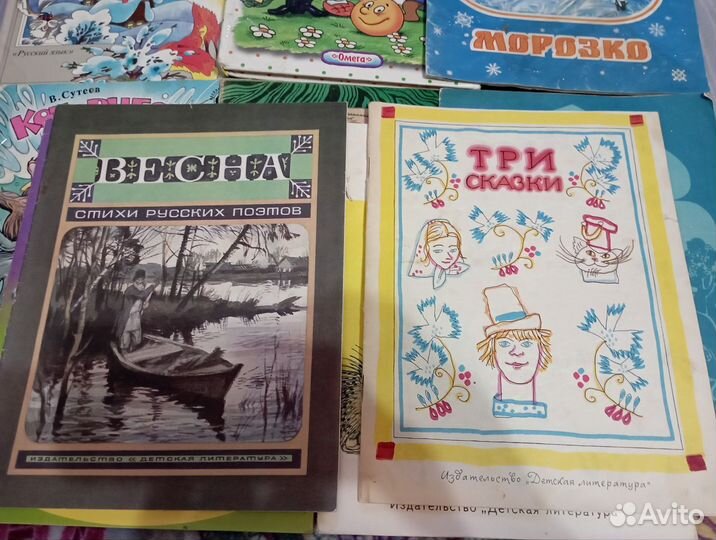 «Русский язык»
Омега
МОРОЗКО
В. Сутеев
ВЕСНА
СТИХИ РУССКИХ ПОЭТОВ
ИЗДАТЕЛЬСТВО «ДЕТСКАЯ ЛИТЕРАТУРА»
ТРИ
СКАЗКИ
Издательство „Детская литература“
Издательство „Детская литература
Avito